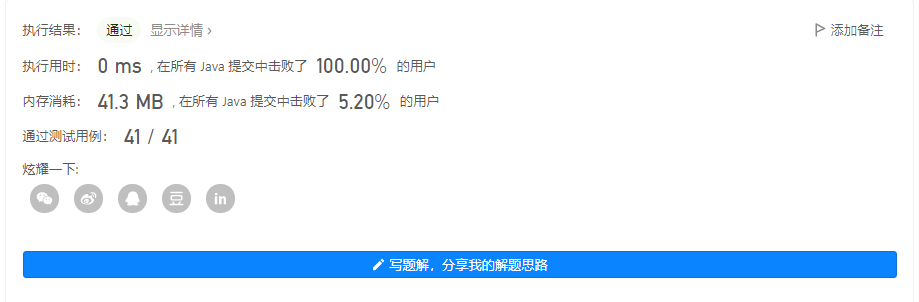 执行结果： 通过 显示详情 › 添加备注
执行用时： 0 ms , 在所有 Java 提交中击败了 100.00% 的用户
内存消耗： 41.3 MB , 在所有 Java 提交中击败了 5.20% 的用户
通过测试用例： 41 / 41
炫耀一下:
豆 in
写题解，分享我的解题思路